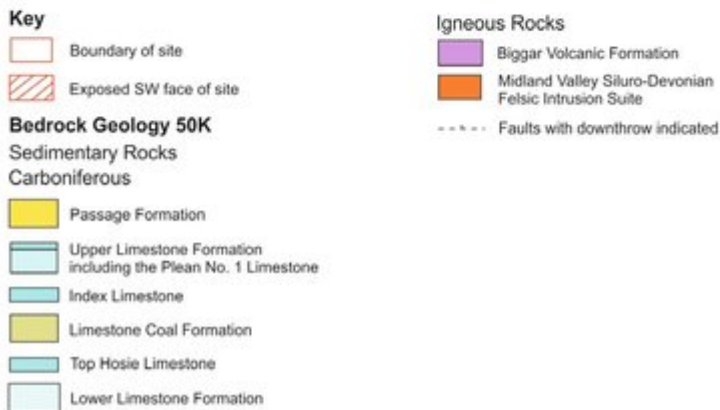 Key
Boundary of site
Exposed SW face of site
Bedrock Geology 50K
Sedimentary Rocks
Carboniferous
Passage Formation
Upper Limestone Formation
including the Plean No. 1 Limestone
Index Limestone
Limestone Coal Formation
Top Hosie Limestone
Lower Limestone Formation
Igneous Rocks
Biggar Volcanic Formation
Midland Valley Siluro-Devonian
Felsic Intrusion Suite
Faults with downthrow indicated